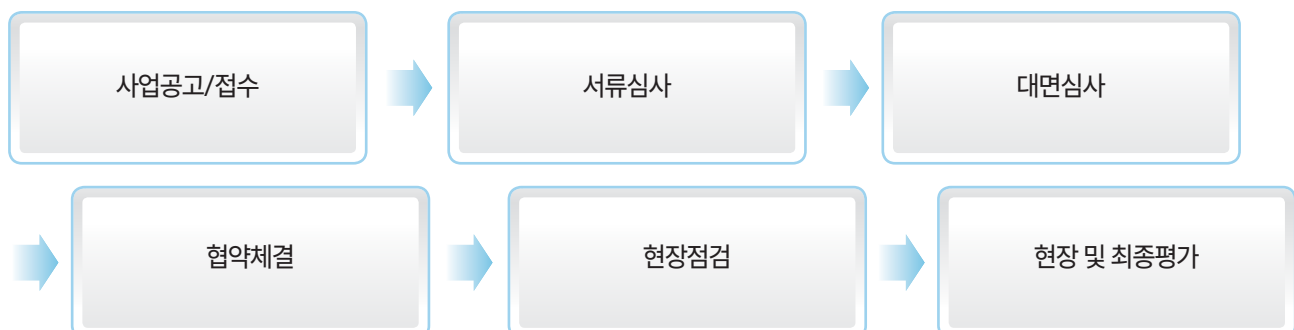 사업공고/접수
서류심사
대면심사
협약체결
현장점검
현장 및 최종평가